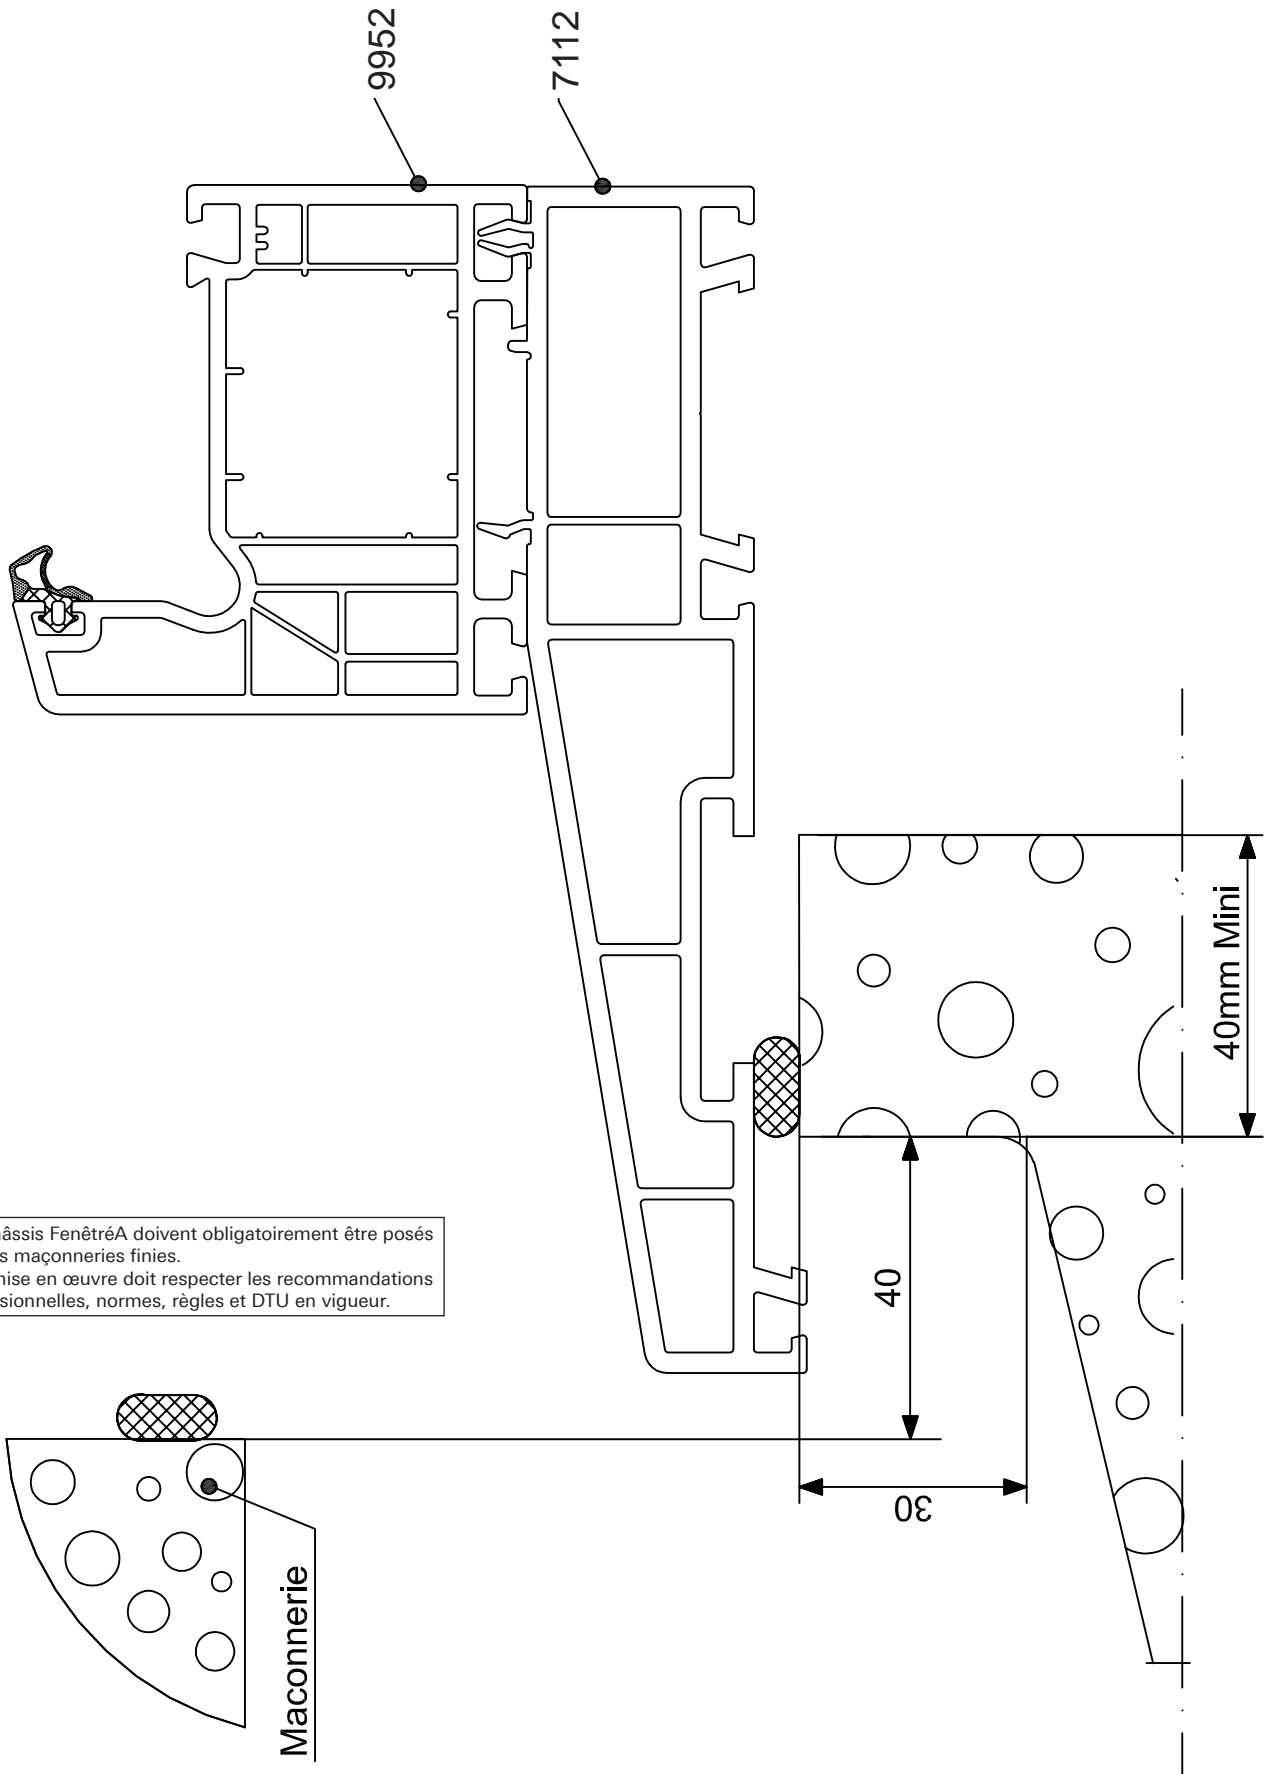 9952
7112
40mm Mini
âssis FenêtréA doivent obligatoirement être posés
s maçonneries finies.
ise en œuvre doit respecter les recommandations
sionnelles, normes, règles et DTU en vigueur.
40
30
Maconnerie